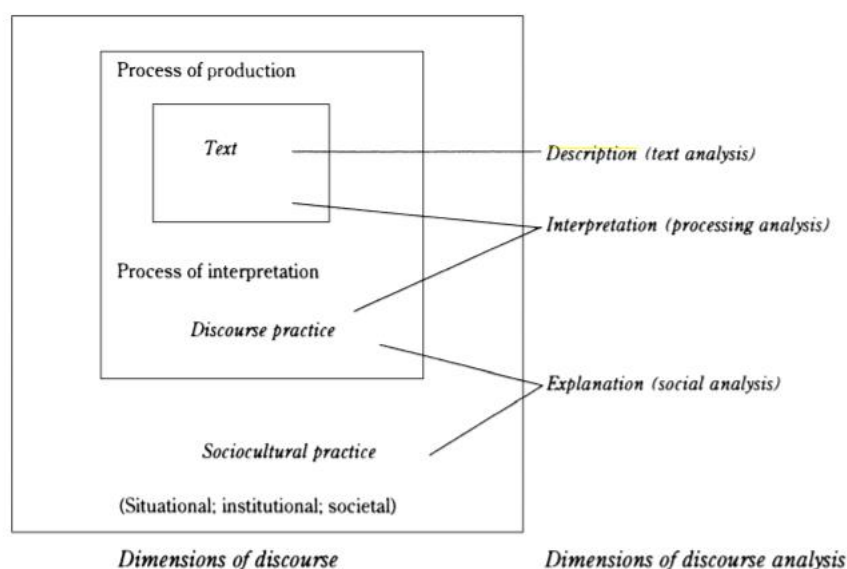 Process of production
Text
Description (text analysis)
Interpretation (processing analysis)
Process of interpretation
Discourse practice
Explanation (social analysis)
Sociocultural practice
(Situational; institutional; societal)
Dimensions of discourse
Dimensions of discourse analysis